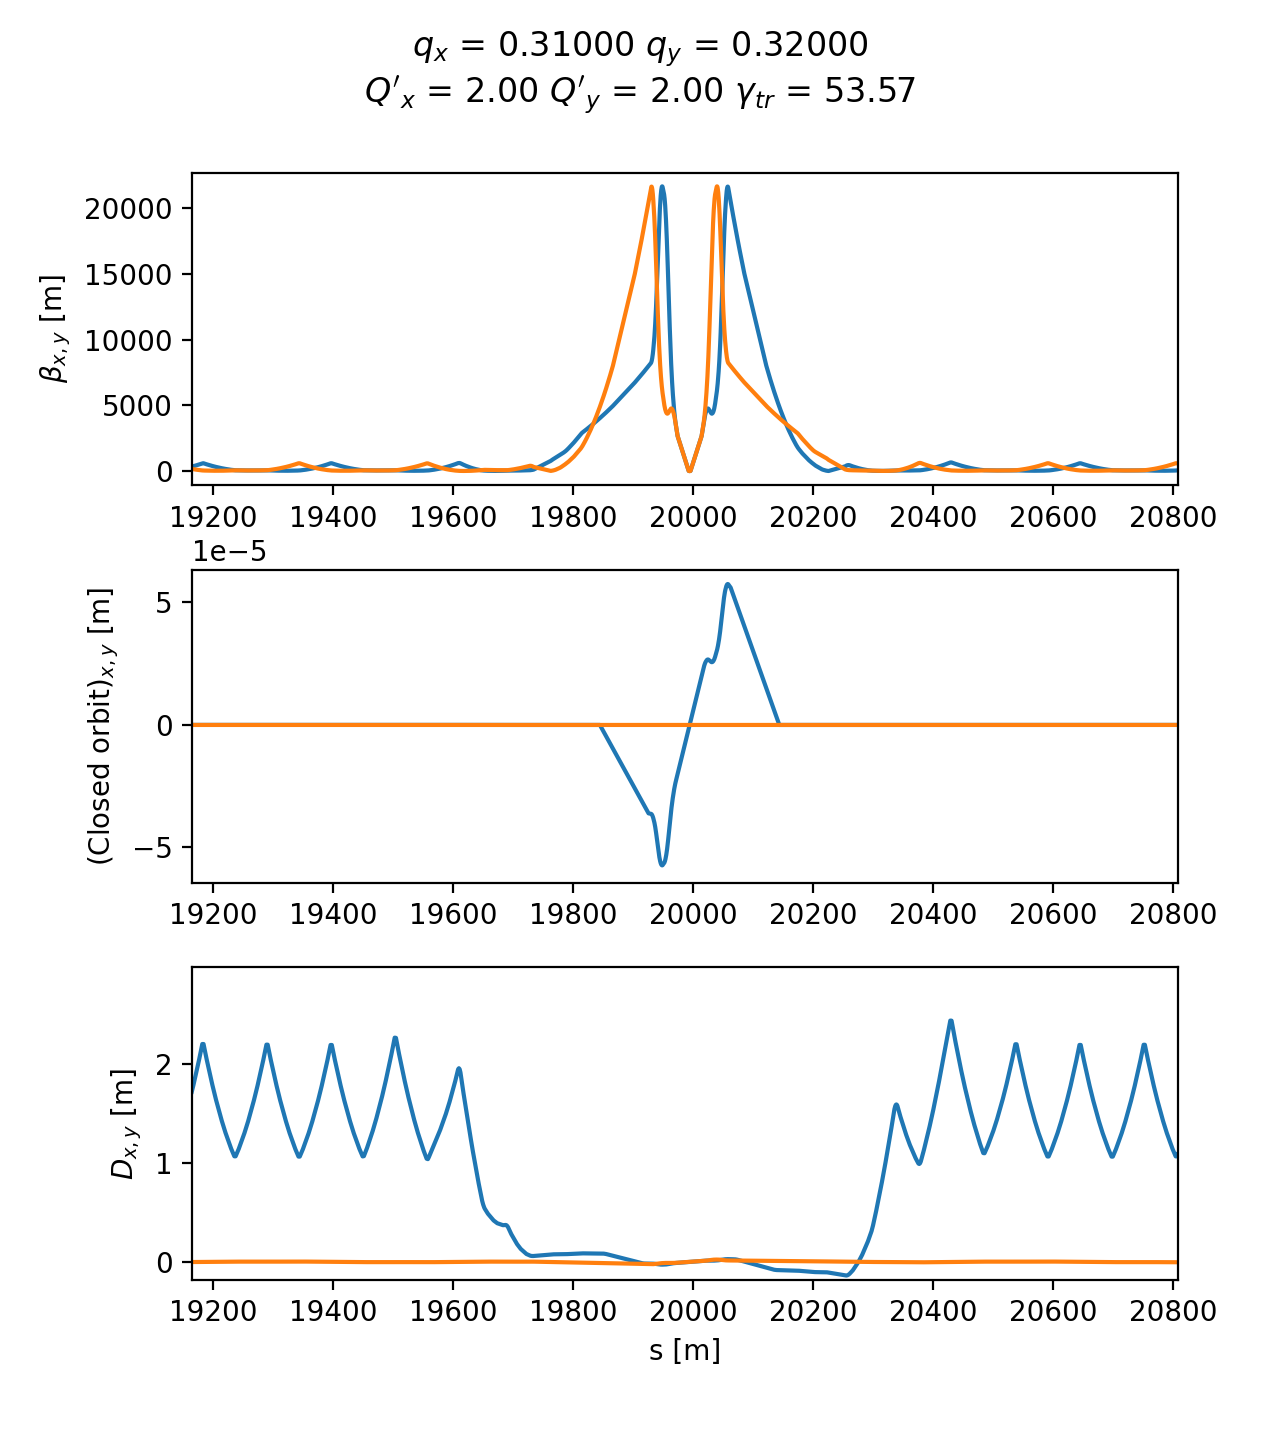 q_x = 0.31000 q_y = 0.32000
Q'_x = 2.00 Q'_y = 2.00 γ_tr = 53.57
β_x,y [m]
20000
15000
10000
5000
0
19200 19400 19600 19800 20000 20200 20400 20600 20800
1e−5
(Closed orbit)_x,y [m]
5
0
−5
19200 19400 19600 19800 20000 20200 20400 20600 20800
D_x,y [m]
2
1
0
19200 19400 19600 19800 20000 20200 20400 20600 20800
s [m]